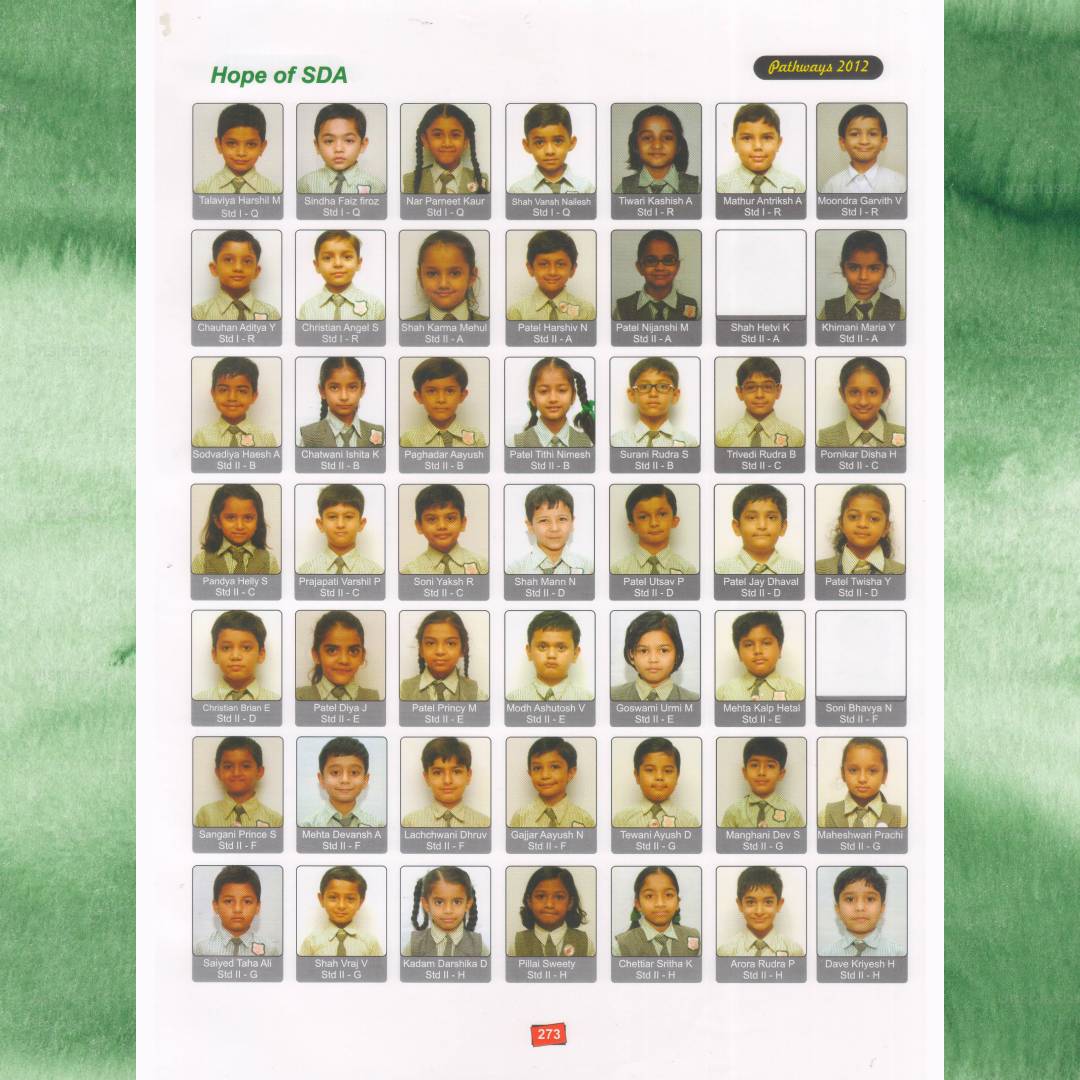 Hope of SDA
Pathways 2012
Talaviya Harshil M
Std I - Q
Sindha Faiz firoz
Std I - Q
Nar Parneet Kaur
Std I - Q
Shah Vansh Nailesh
Std I - Q
Tiwari Kashish A
Std I - R
Mathur Antriksh A
Std I - R
Moondra Garvith V
Std I - R
Chauhan Aditya Y
Std I - R
Christian Angel S
Std I - R
Shah Karma Mehul
Std II - A
Patel Harshiv N
Std II - A
Patel Nijanshi M
Std II - A
Shah Hetvi K
Std II - A
Khimani Maria Y
Std II - A
Sodvadiya Haesh A
Std II - B
Chatwani Ishita K
Std II - B
Paghadar Aayush
Std II - B
Patel Tithi Nimesh
Std II - B
Surani Rudra S
Std II - B
Trivedi Rudra B
Std II - C
Pornikar Disha H
Std II - C
Pandya Helly S
Std II - C
Prajapati Varshil P
Std II - C
Soni Yaksh R
Std II - C
Shah Mann N
Std II - D
Patel Utsav P
Std II - D
Patel Jay Dhaval
Std II - D
Patel Twisha Y
Std II - D
Christian Brian E
Std II - D
Patel Diya J
Std II - E
Patel Princy M
Std II - E
Modh Ashutosh V
Std II - E
Goswami Urmi M
Std II - E
Mehta Kalp Hetal
Std II - E
Soni Bhavya N
Std II - F
Sangani Prince S
Std II - F
Mehta Devansh A
Std II - F
Lachchwani Dhruv
Std II - F
Gajjar Aayush N
Std II - F
Tewani Ayush D
Std II - G
Manghani Dev S
Std II - G
Maheshwari Prachi
Std II - G
Saiyed Taha Ali
Std II - G
Shah Vraj V
Std II - G
Kadam Darshika D
Std II - H
Pillai Sweety
Std II - H
Chettiar Sritha K
Std II - H
Arora Rudra P
Std II - H
Dave Kriyesh H
Std II - H
273